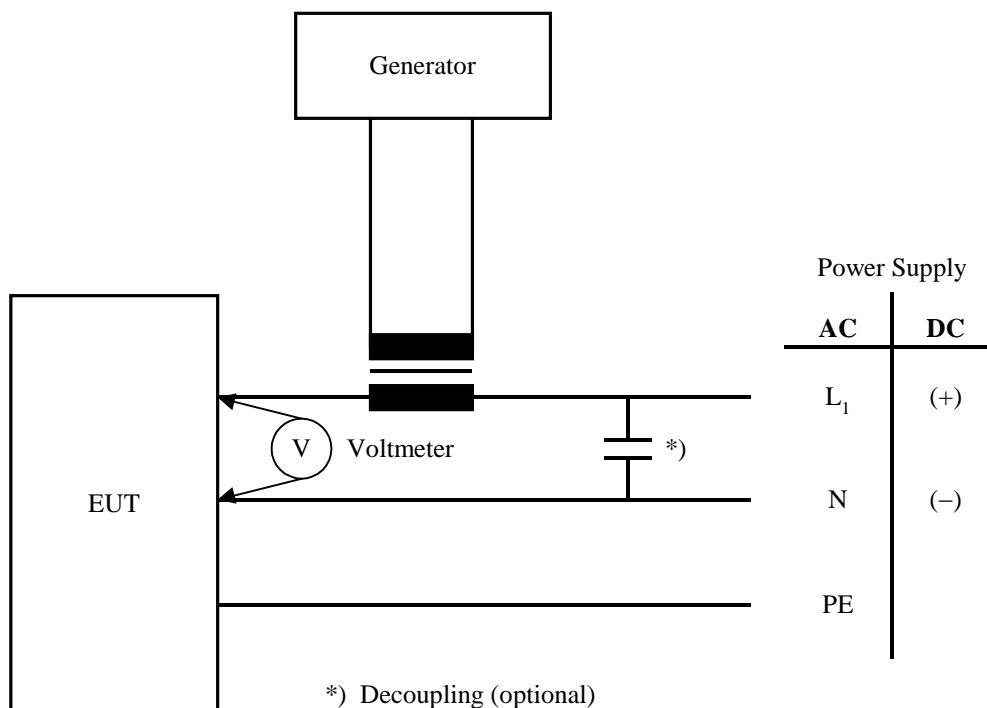 Generator
Power Supply
AC DC
L₁ (+)
V Voltmeter
*)
EUT
N (−)
PE
*) Decoupling (optional)